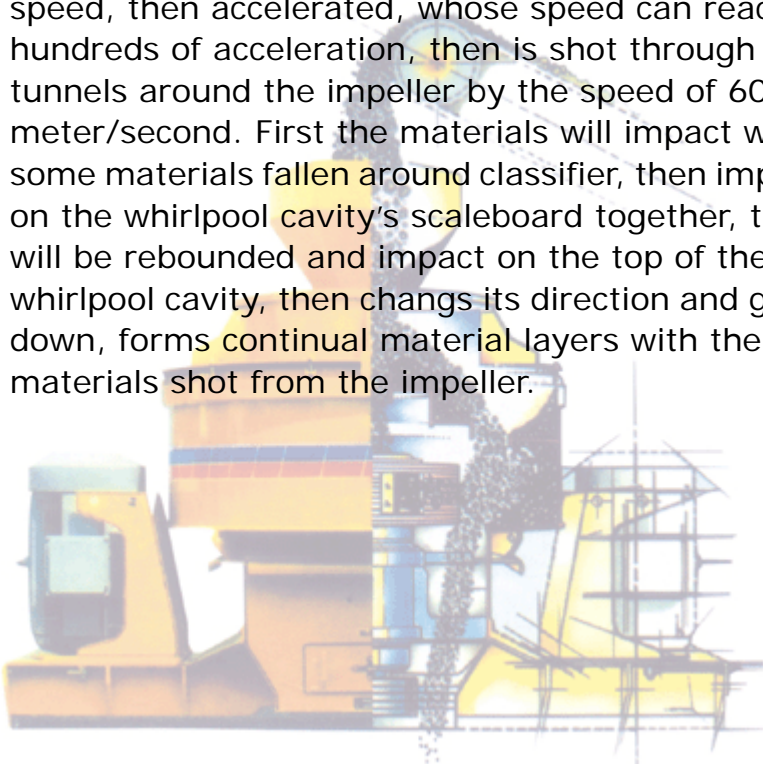 speed, then accelerated, whose speed can reac
hundreds of acceleration, then is shot through
tunnels around the impeller by the speed of 60
meter/second. First the materials will impact w
some materials fallen around classifier, then imp
on the whirlpool cavity's scaleboard together, t
will be rebounded and impact on the top of the
whirlpool cavity, then changs its direction and g
down, forms continual material layers with the
materials shot from the impeller.